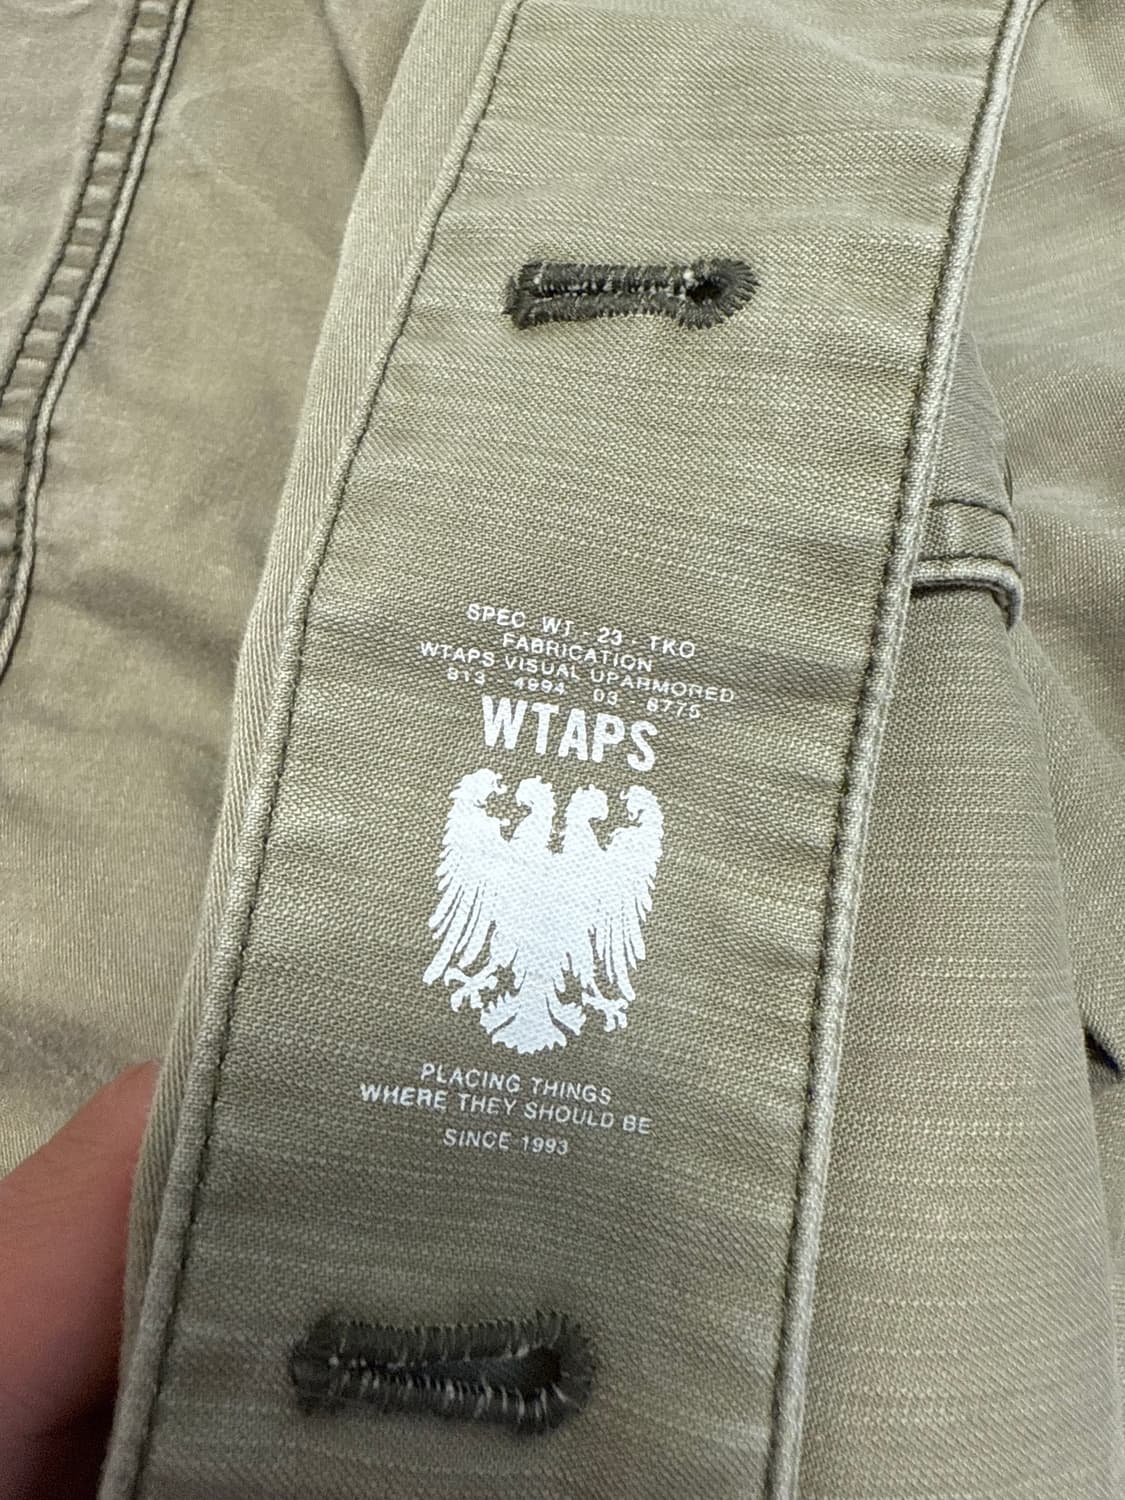 SPEC WT - 23 - TKO
FABRICATION
WTAPS VISUAL UPARMORED
813 - 4994 03 - 6775
WTAPS
PLACING THINGS
WHERE THEY SHOULD BE
SINCE 1993